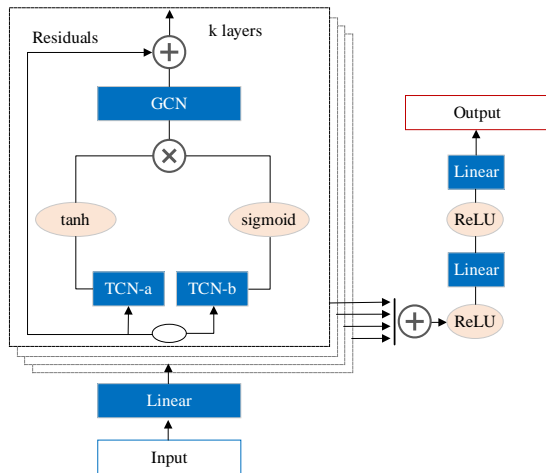 Residuals
k layers
GCN
tanh
sigmoid
TCN-a
TCN-b
Linear
Input
Output
Linear
ReLU
Linear
ReLU